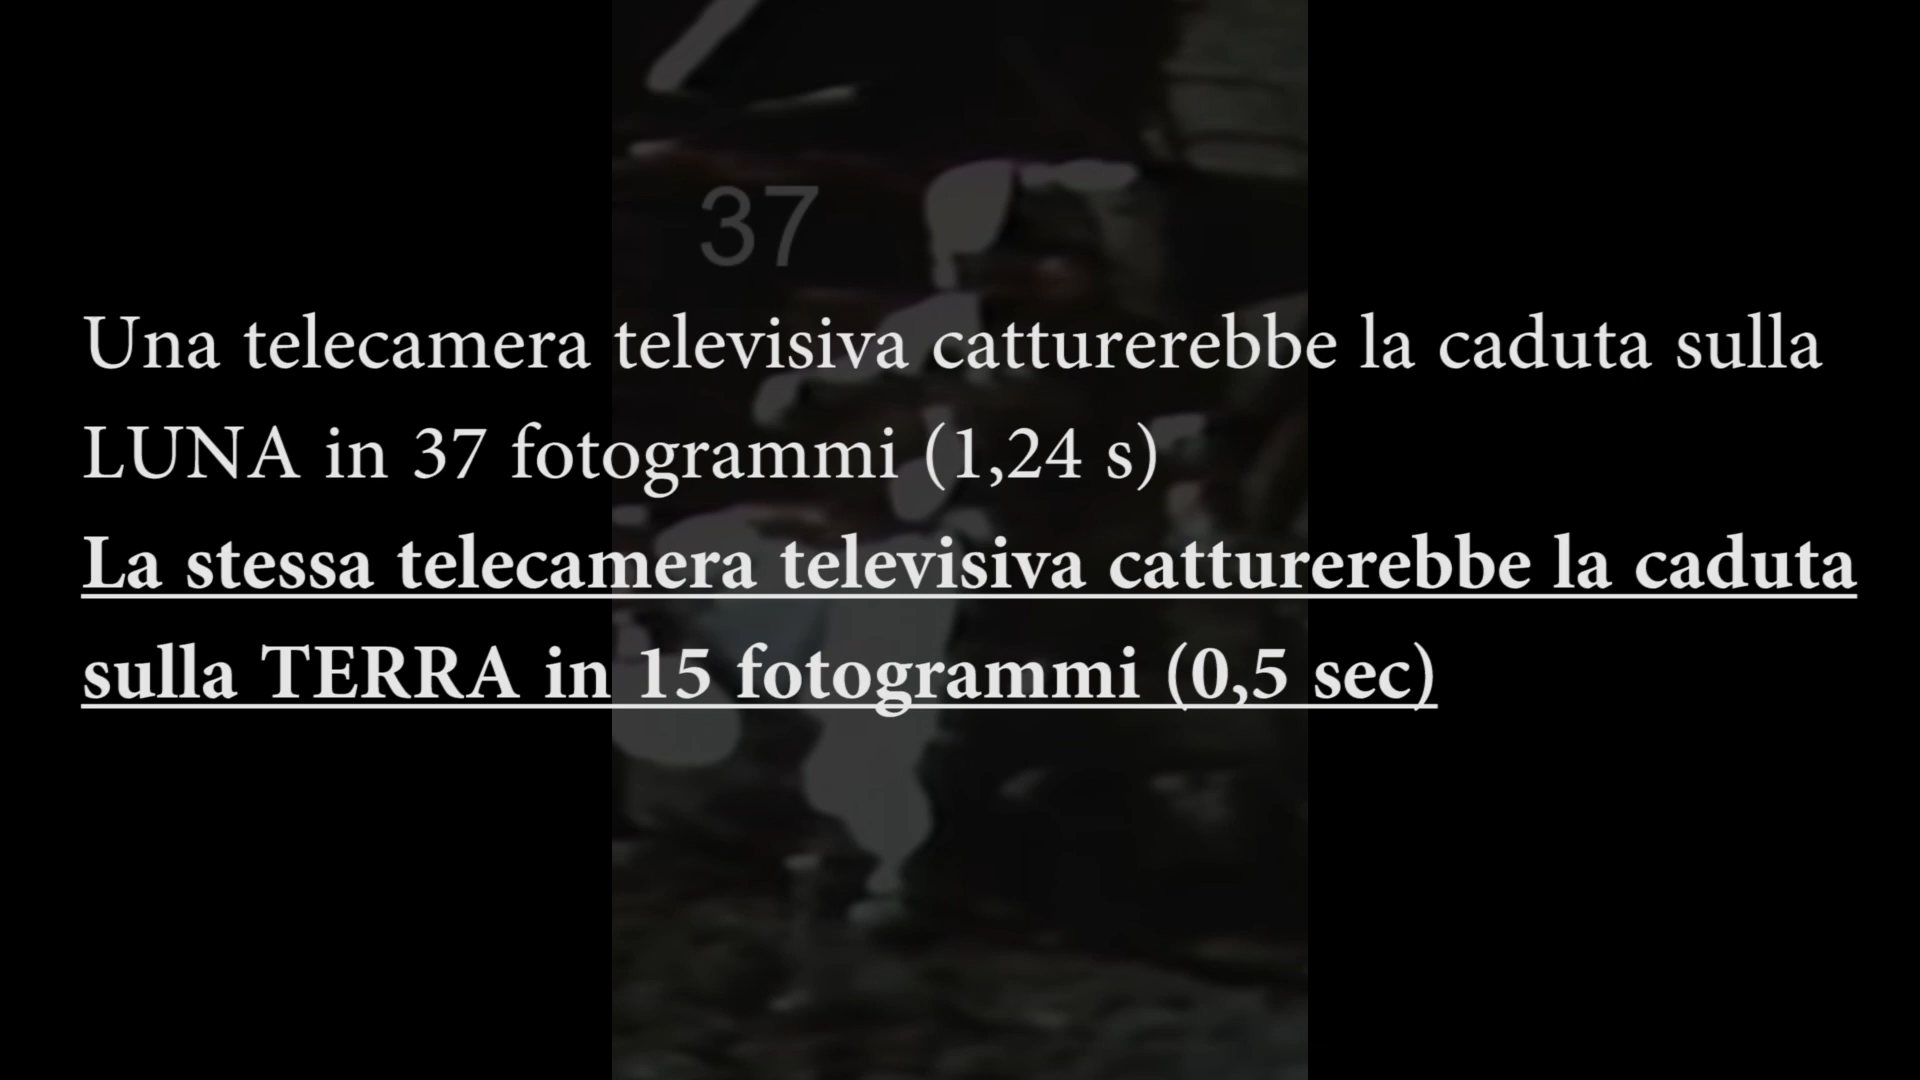 37
Una telecamera televisiva catturerebbe la caduta sulla
LUNA in 37 fotogrammi (1,24 s)
La stessa telecamera televisiva catturerebbe la caduta
sulla TERRA in 15 fotogrammi (0,5 sec)